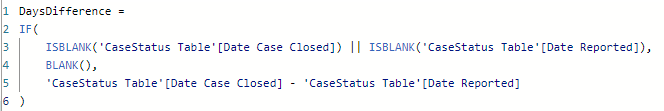 1 DaysDifference =
2 IF(
3 ISBLANK('CaseStatus Table'[Date Case Closed]) || ISBLANK('CaseStatus Table'[Date Reported]),
4 BLANK(),
5 'CaseStatus Table'[Date Case Closed] - 'CaseStatus Table'[Date Reported]
6 )